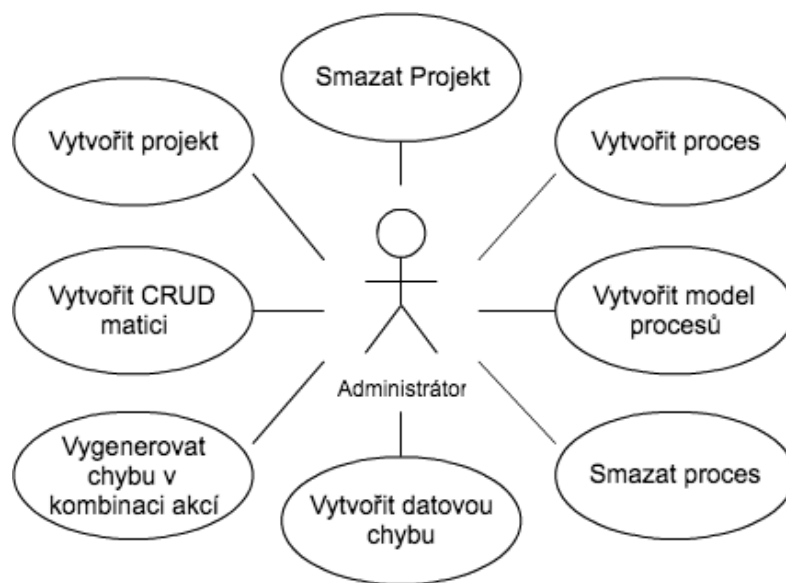 Smazat Projekt
Vytvořit projekt
Vytvořit proces
Vytvořit CRUD
matici
Vytvořit model
procesů
Administrátor
Vygenerovat
chybu v
kombinaci akcí
Vytvořit datovou
chybu
Smazat proces